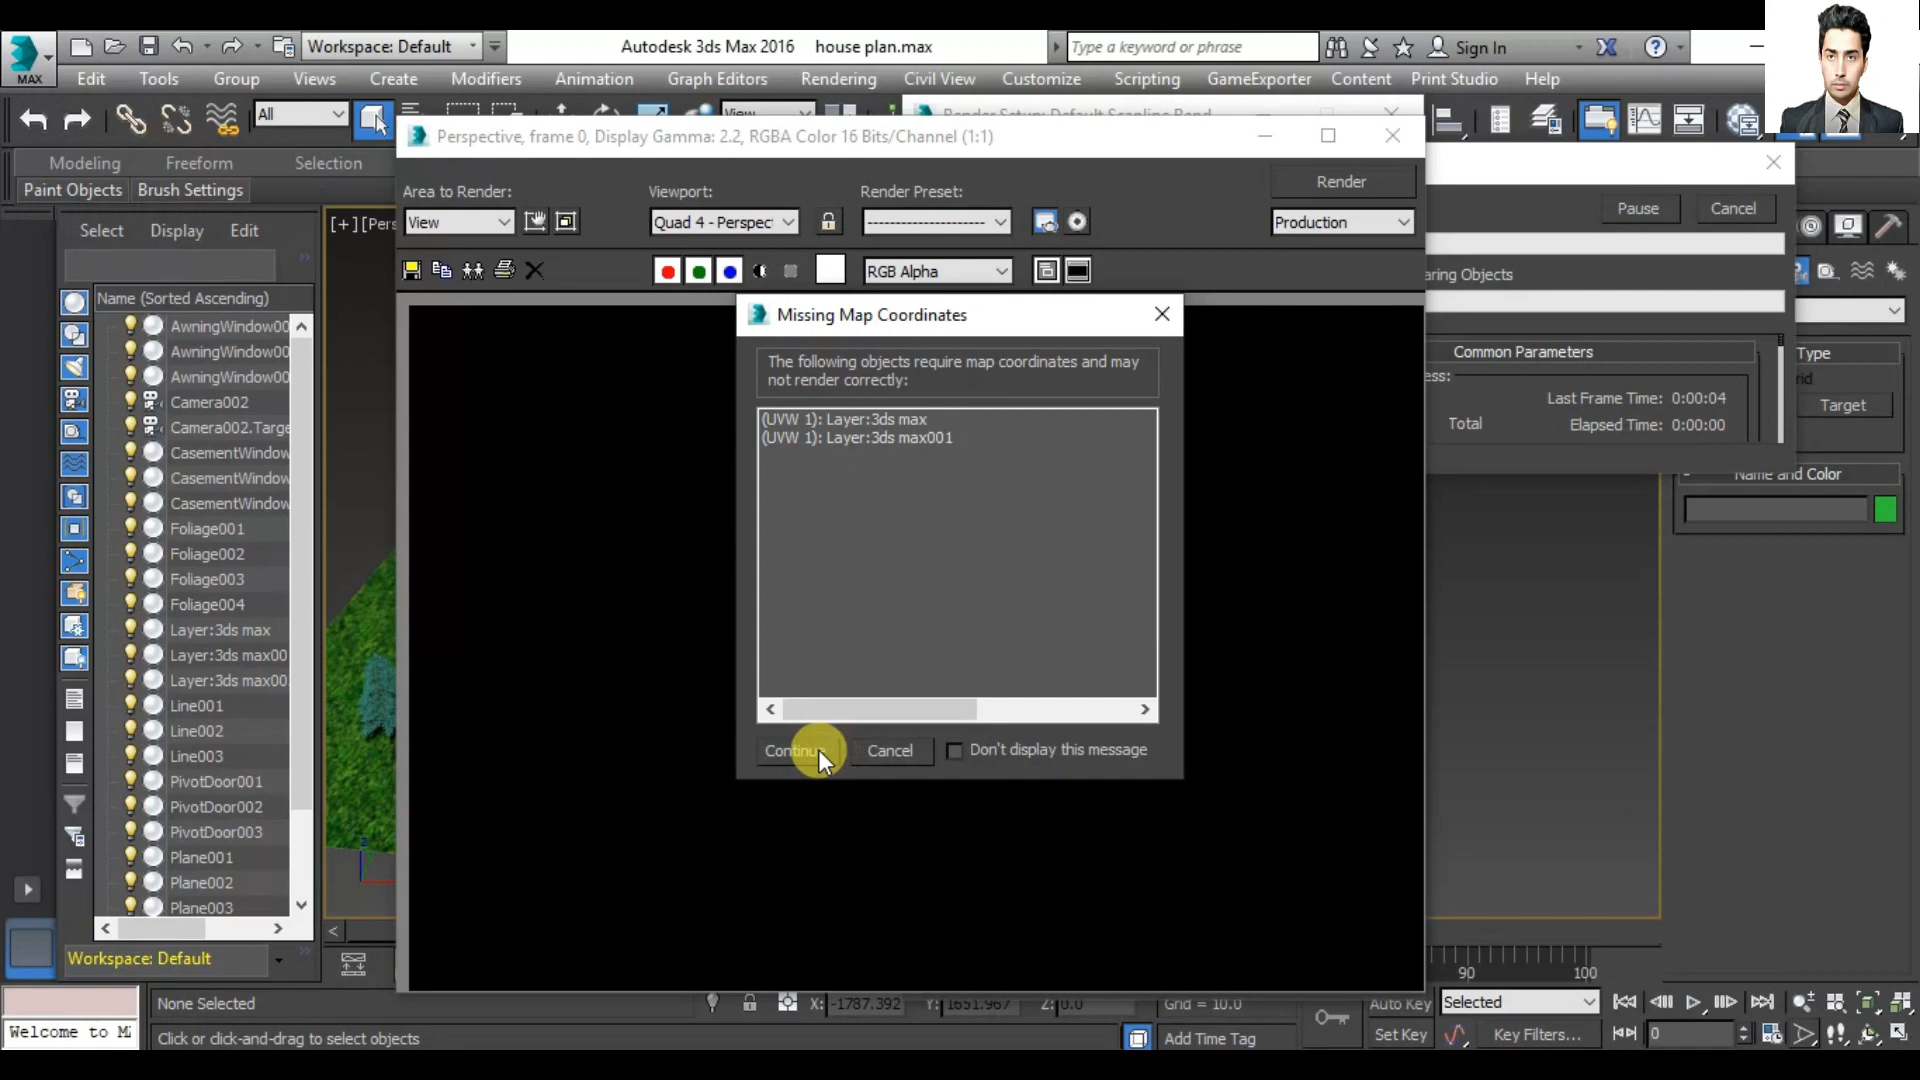 Workspace: Default
Autodesk 3ds Max 2016 house plan.max
Type a keyword or phrase
Sign In
MAX
Edit Tools Group Views Create Modifiers Animation Graph Editors Rendering Civil View Customize Scripting GameExporter Content Print Studio Help
All
View
Render Setup: Default Scanline Rend
Modeling Freeform Selection
Perspective, frame 0, Display Gamma: 2.2, RGBA Color 16 Bits/Channel (1:1)
Paint Objects Brush Settings
Area to Render:
Viewport:
Render Preset:
Render
View
Quad 4 - Perspec
Production
Pause Cancel
Select Display Edit
[+][Pers
RGB Alpha
aring Objects
Name (Sorted Ascending)
AwningWindow00
AwningWindow00
AwningWindow00
Camera002
Camera002.Targe
CasementWindow
CasementWindow
CasementWindow
Foliage001
Foliage002
Foliage003
Foliage004
Layer:3ds max
Layer:3ds max00
Layer:3ds max00
Line001
Line002
Line003
PivotDoor001
PivotDoor002
PivotDoor003
Plane001
Plane002
Plane003
Missing Map Coordinates
The following objects require map coordinates and may
not render correctly:
(UVW 1): Layer:3ds max
(UVW 1): Layer:3ds max001
Continue Cancel Don't display this message
Common Parameters
ess:
Last Frame Time: 0:00:04
Total Elapsed Time: 0:00:00
Type
rid
Target
Name and Color
Workspace: Default
90 100
None Selected
X: -1787.392 Y: 1651.967 Z: 0.0 Grid = 10.0
Auto Key Selected
Welcome to M
Click or click-and-drag to select objects
Add Time Tag
Set Key Key Filters... 0